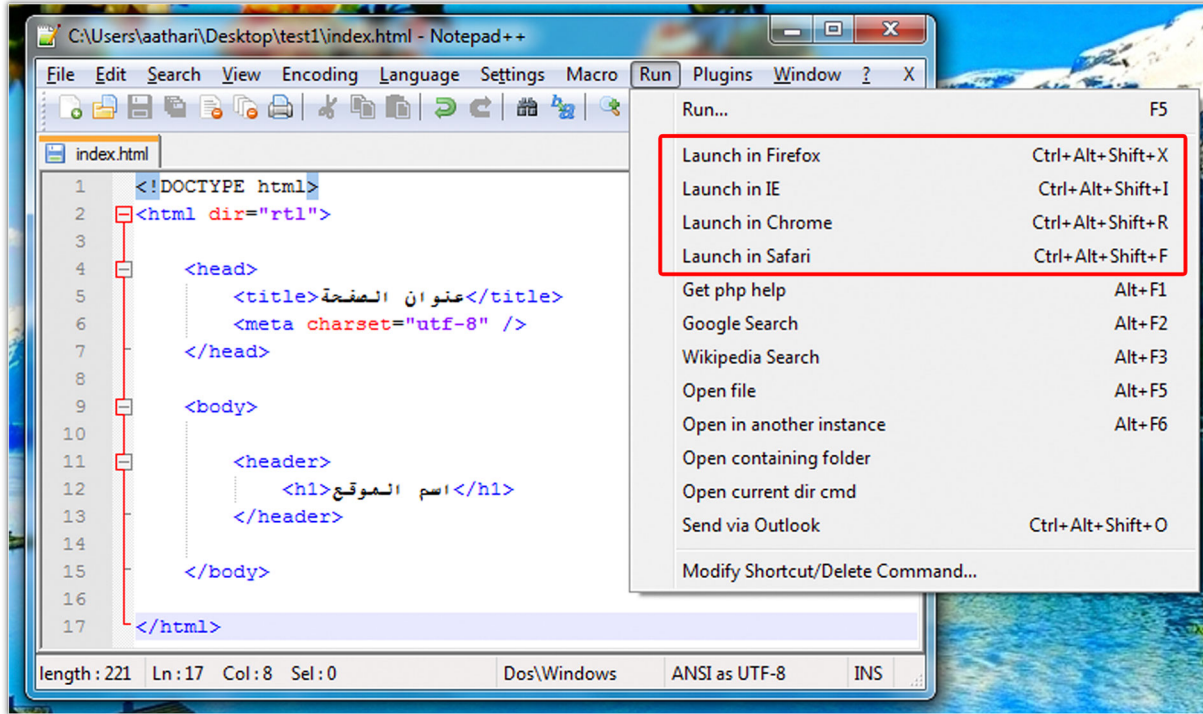 C:\Users\aathari\Desktop\test1\index.html - Notepad++
File Edit Search View Encoding Language Settings Macro Run Plugins Window ? X
index.html
1 <!DOCTYPE html>
2 <html dir="rtl">
3
4 <head>
5 <title>عنوان الصفحة</title>
6 <meta charset="utf-8" />
7 </head>
8
9 <body>
10
11 <header>
12 <h1>اسم الموقع</h1>
13 </header>
14
15 </body>
16
17 </html>
length : 221 Ln : 17 Col : 8 Sel : 0 Dos\Windows ANSI as UTF-8 INS
Run... F5
Launch in Firefox Ctrl+Alt+Shift+X
Launch in IE Ctrl+Alt+Shift+I
Launch in Chrome Ctrl+Alt+Shift+R
Launch in Safari Ctrl+Alt+Shift+F
Get php help Alt+F1
Google Search Alt+F2
Wikipedia Search Alt+F3
Open file Alt+F5
Open in another instance Alt+F6
Open containing folder
Open current dir cmd
Send via Outlook Ctrl+Alt+Shift+O
Modify Shortcut/Delete Command...